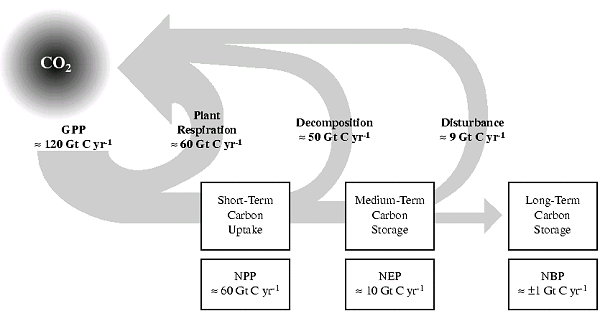 CO₂
GPP
≈ 120 Gt C yr⁻¹
Plant
Respiration
≈ 60 Gt C yr⁻¹
Decomposition
≈ 50 Gt C yr⁻¹
Disturbance
≈ 9 Gt C yr⁻¹
Short-Term
Carbon
Uptake
Medium-Term
Carbon
Storage
Long-Term
Carbon
Storage
NPP
≈ 60 Gt C yr⁻¹
NEP
≈ 10 Gt C yr⁻¹
NBP
≈ ±1 Gt C yr⁻¹